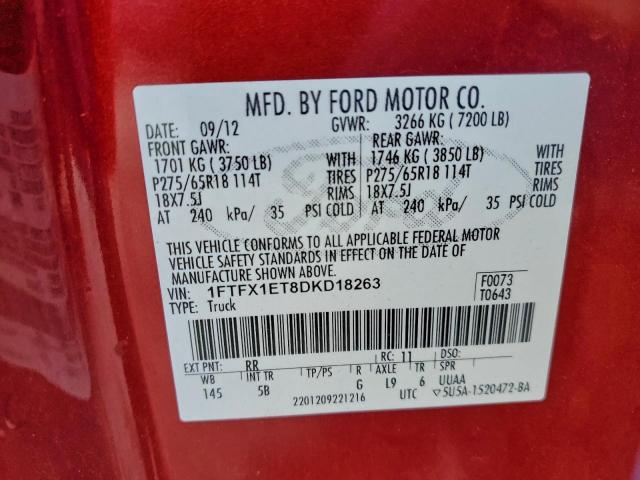 MFD. BY FORD MOTOR CO.
DATE: 09/12 GVWR: 3266 KG ( 7200 LB)
FRONT GAWR: REAR GAWR:
1701 KG ( 3750 LB) WITH 1746 KG ( 3850 LB) WITH
P275/65R18 114T TIRES P275/65R18 114T TIRES
18X7.5J RIMS 18X7.5J RIMS
AT 240 kPa/ 35 PSI COLD AT 240 kPa/ 35 PSI COLD
THIS VEHICLE CONFORMS TO ALL APPLICABLE FEDERAL MOTOR
VEHICLE SAFETY STANDARDS IN EFFECT ON THE DATE OF
MANUFACTURE SHOWN ABOVE.
VIN: 1FTFX1ET8DKD18263 F0073
TYPE: Truck T0643
EXT PNT: RR RC: 11 DSO:
WB INT TR TP/PS R AXLE TR SPR
145 5B G L9 6 UUAA
2201209221216 UTC ▽5U5A-1520472-BA
Ford